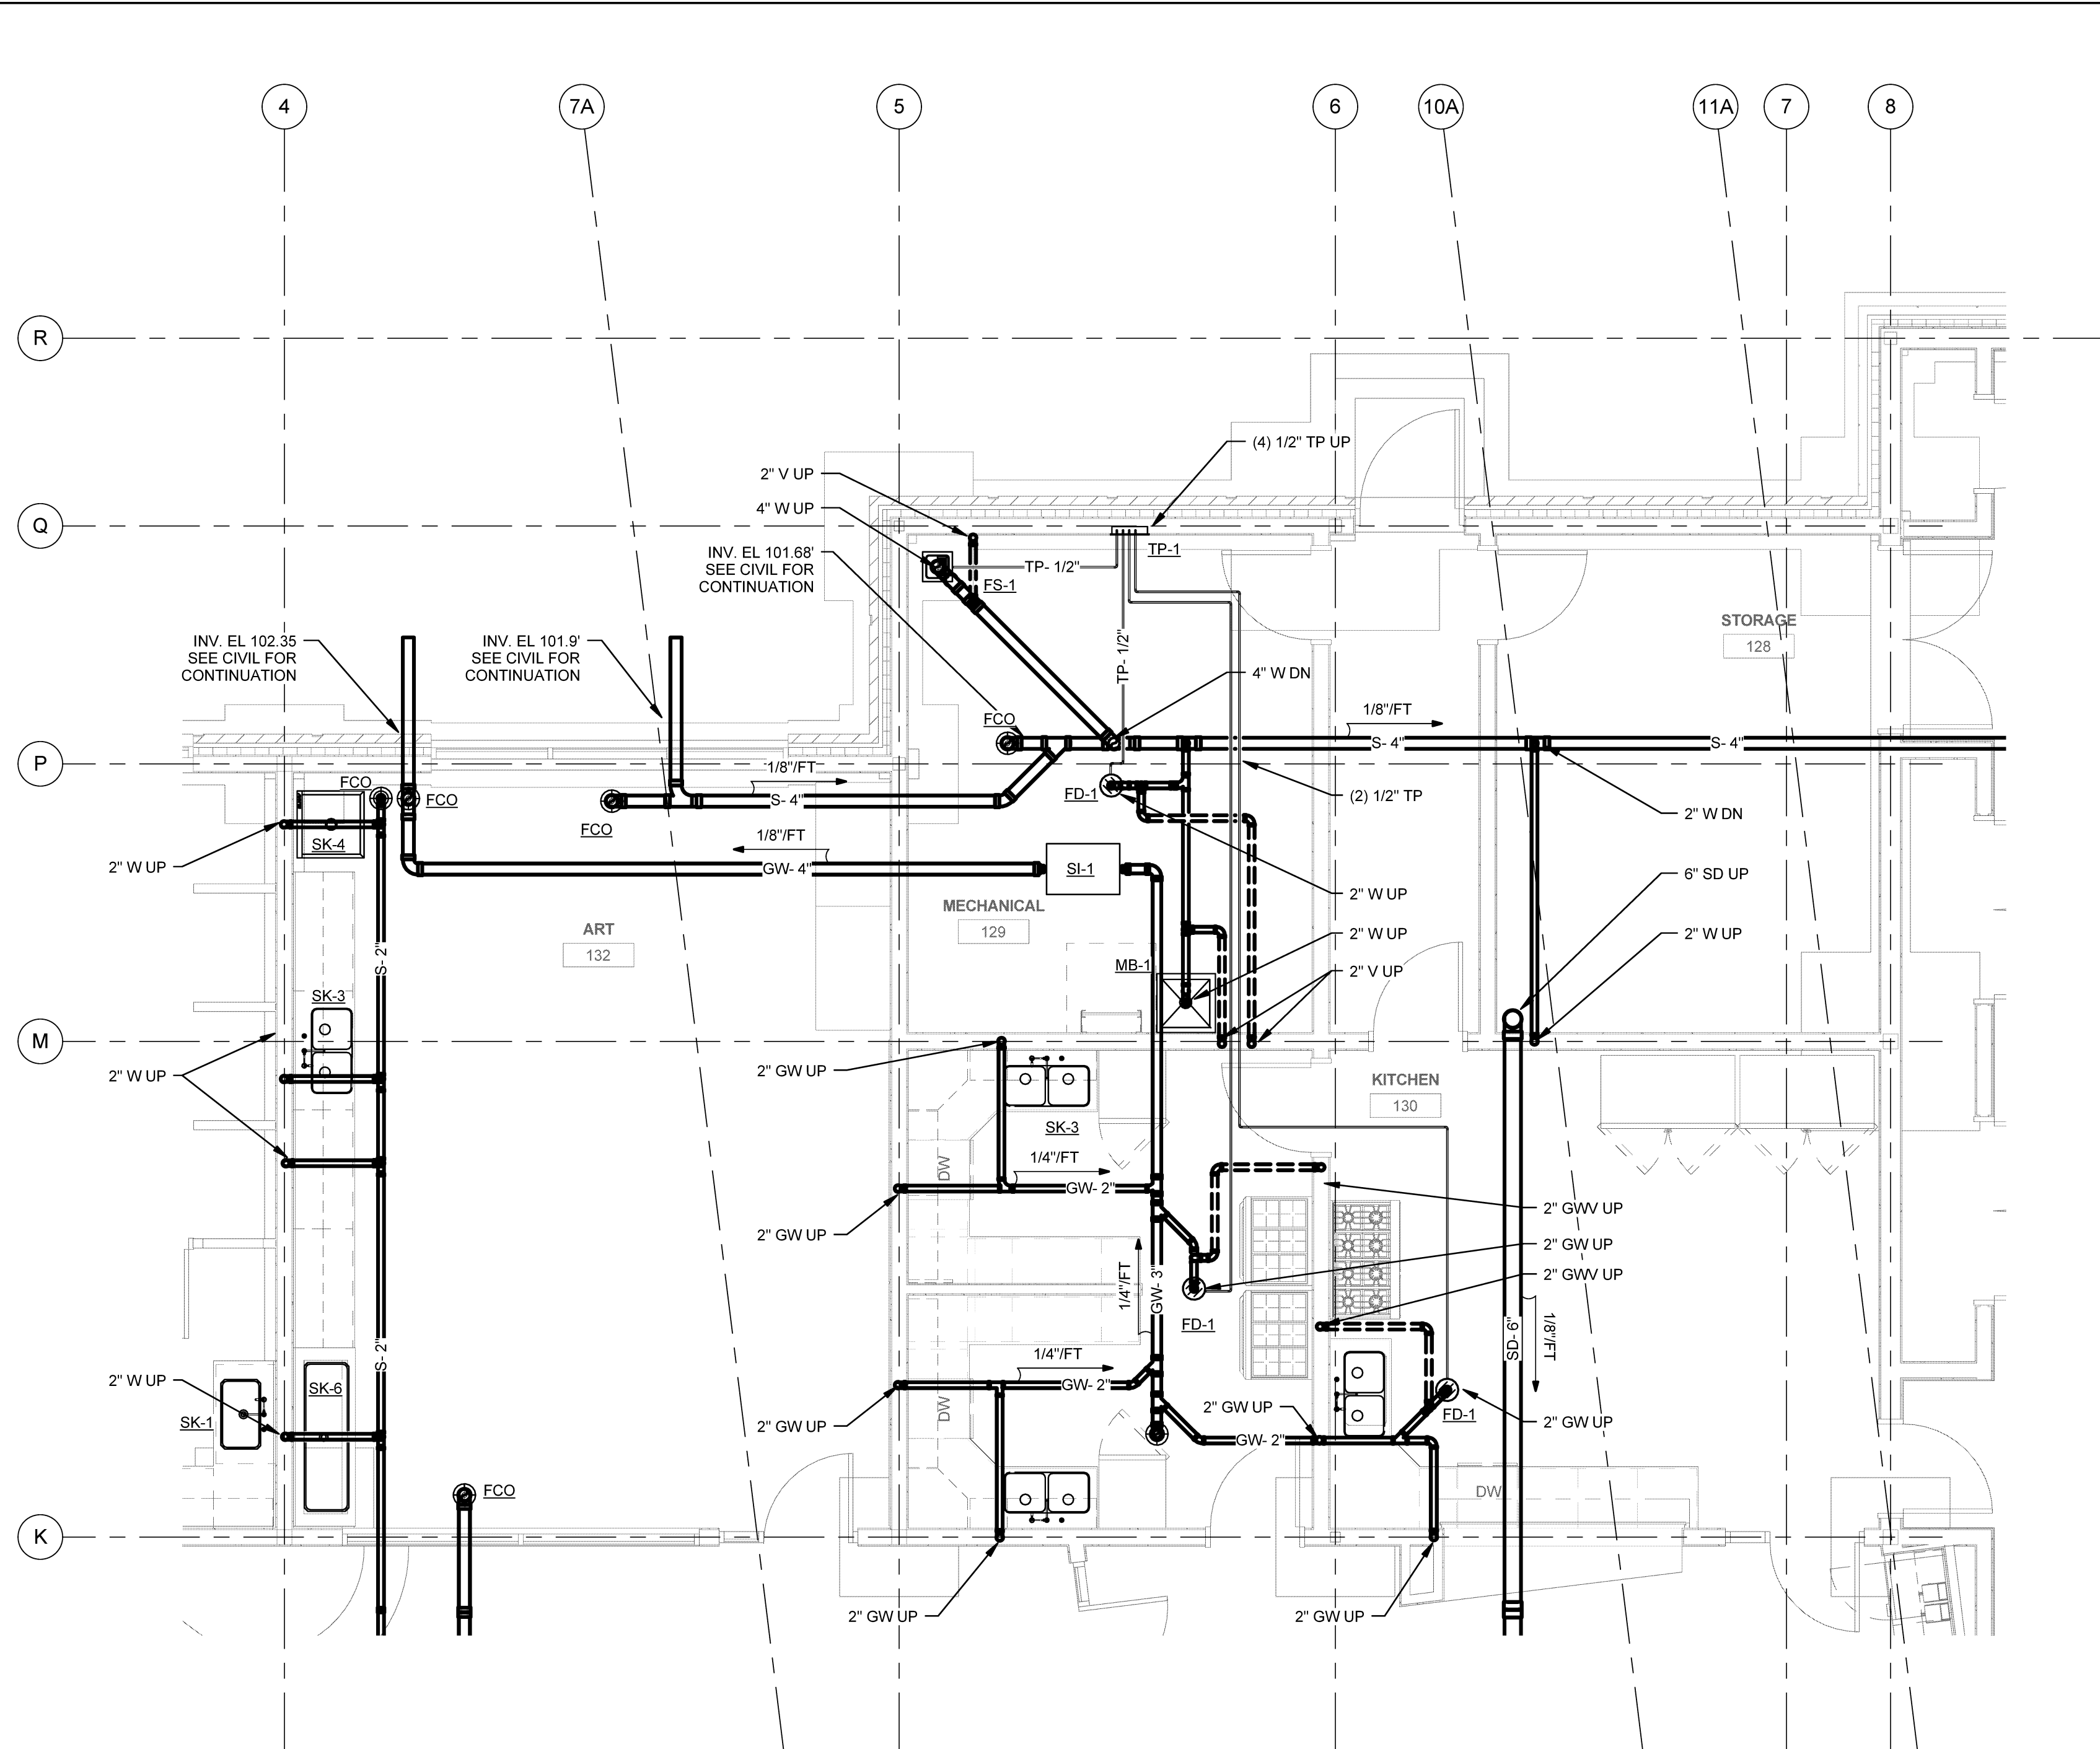 4
7A
5
6
10A
11A
7
8
R
(4) 1/2" TP UP
2" V UP
4" W UP
Q
INV. EL 101.68'
SEE CIVIL FOR
CONTINUATION
TP-1
TP- 1/2"
FS-1
STORAGE
128
INV. EL 102.35
SEE CIVIL FOR
CONTINUATION
INV. EL 101.9'
SEE CIVIL FOR
CONTINUATION
TP- 1/2"
4" W DN
1/8"/FT
FCO
S- 4"
S- 4"
P
1/8"/FT
FCO
FCO
S- 4"
FD-1
(2) 1/2" TP
2" W DN
FCO
1/8"/FT
SK-4
2" W UP
GW- 4"
SI-1
6" SD UP
2" W UP
MECHANICAL
129
ART
132
2" W UP
2" W UP
S- 2"
MB-1
2" V UP
SK-3
M
2" W UP
2" GW UP
KITCHEN
130
SK-3
DW
1/4"/FT
GW- 2"
2" GWV UP
2" GW UP
2" GW UP
2" GWV UP
1/4"/FT
GW- 3"
FD-1
SD- 6"
1/8"/FT
S- 2"
1/4"/FT
GW- 2"
2" W UP
SK-6
SK-1
DW
2" GW UP
2" GW UP
FD-1
2" GW UP
GW- 2"
FCO
DW
K
2" GW UP
2" GW UP